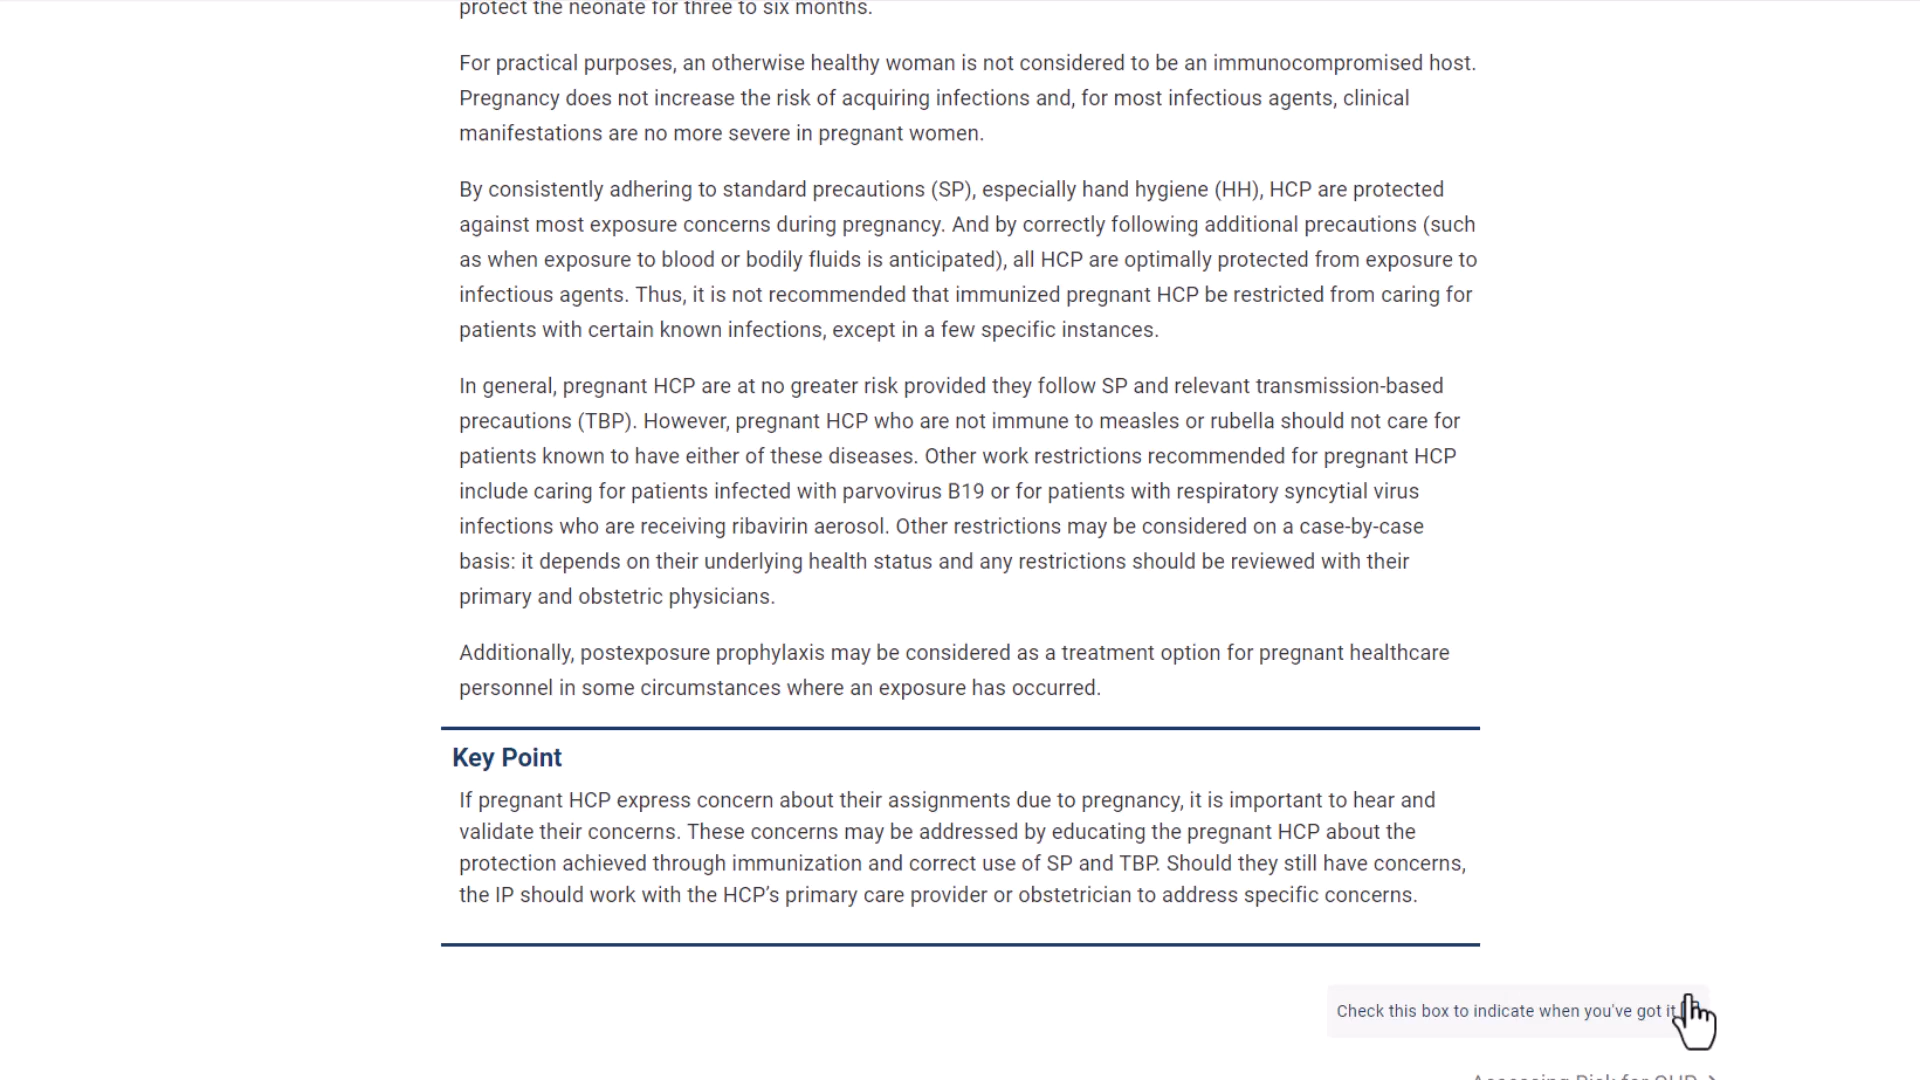 protect the neonate for three to six months.
For practical purposes, an otherwise healthy woman is not considered to be an immunocompromised host.
Pregnancy does not increase the risk of acquiring infections and, for most infectious agents, clinical
manifestations are no more severe in pregnant women.
By consistently adhering to standard precautions (SP), especially hand hygiene (HH), HCP are protected
against most exposure concerns during pregnancy. And by correctly following additional precautions (such
as when exposure to blood or bodily fluids is anticipated), all HCP are optimally protected from exposure to
infectious agents. Thus, it is not recommended that immunized pregnant HCP be restricted from caring for
patients with certain known infections, except in a few specific instances.
In general, pregnant HCP are at no greater risk provided they follow SP and relevant transmission-based
precautions (TBP). However, pregnant HCP who are not immune to measles or rubella should not care for
patients known to have either of these diseases. Other work restrictions recommended for pregnant HCP
include caring for patients infected with parvovirus B19 or for patients with respiratory syncytial virus
infections who are receiving ribavirin aerosol. Other restrictions may be considered on a case-by-case
basis: it depends on their underlying health status and any restrictions should be reviewed with their
primary and obstetric physicians.
Additionally, postexposure prophylaxis may be considered as a treatment option for pregnant healthcare
personnel in some circumstances where an exposure has occurred.
Key Point
If pregnant HCP express concern about their assignments due to pregnancy, it is important to hear and
validate their concerns. These concerns may be addressed by educating the pregnant HCP about the
protection achieved through immunization and correct use of SP and TBP. Should they still have concerns,
the IP should work with the HCP’s primary care provider or obstetrician to address specific concerns.
Check this box to indicate when you've got it
Assessing Risk for